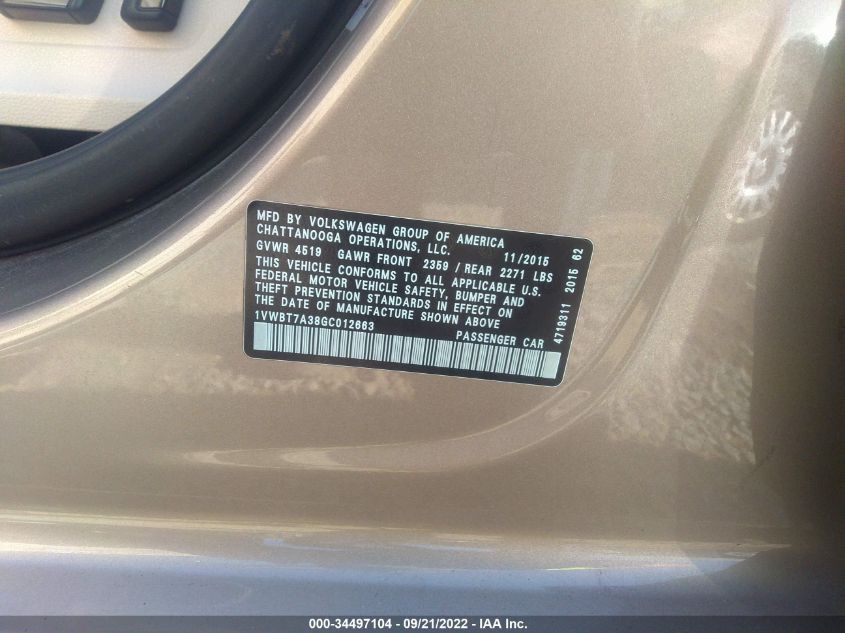 MFD BY VOLKSWAGEN GROUP OF AMERICA
CHATTANOOGA OPERATIONS, LLC. 11/2015
GVWR 4519 GAWR FRONT 2359 / REAR 2271 LBS
THIS VEHICLE CONFORMS TO ALL APPLICABLE U.S.
FEDERAL MOTOR VEHICLE SAFETY, BUMPER AND
THEFT PREVENTION STANDARDS IN EFFECT ON
THE DATE OF MANUFACTURE SHOWN ABOVE
1VWBT7A38GC012663 PASSENGER CAR
4719311 2015 62
000-34497104 / 09/21/2022 - IAA Inc.